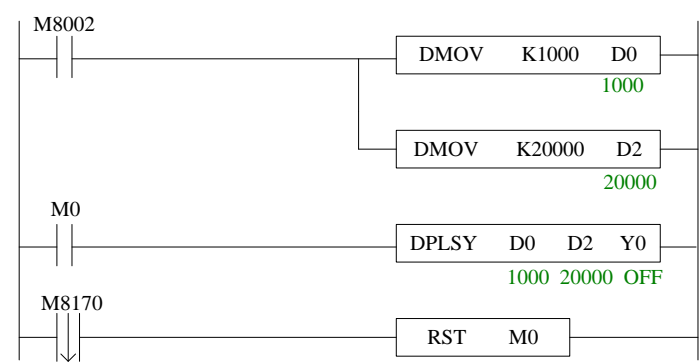 M8002
DMOV K1000 D0
1000
DMOV K20000 D2
20000
M0
DPLSY D0 D2 Y0
1000 20000 OFF
M8170
RST M0